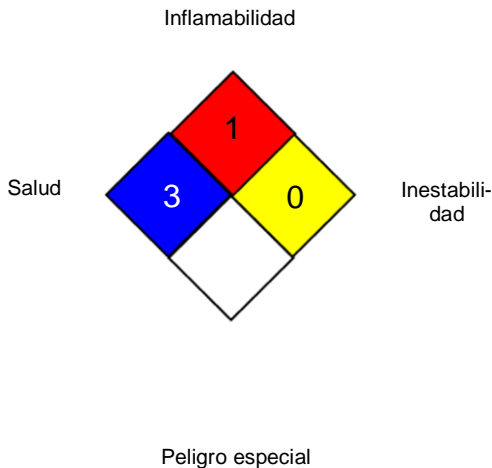 Inflamabilidad
1
Salud
3
0
Inestabili-
dad
Peligro especial